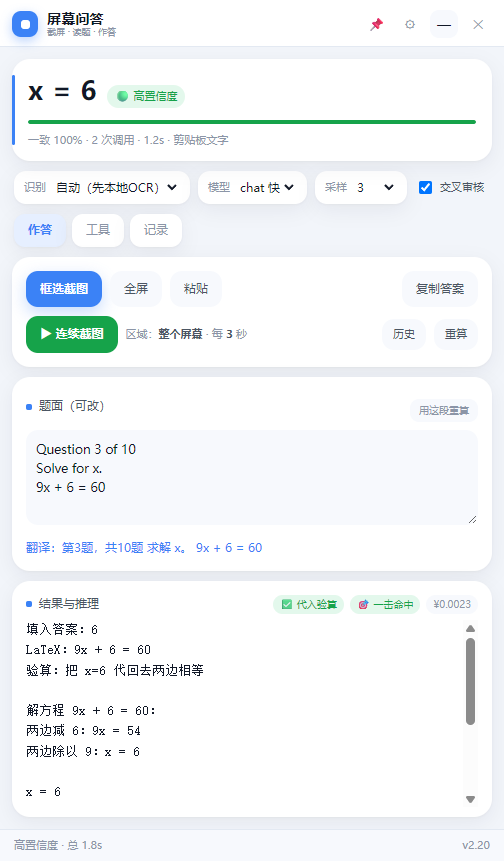 屏幕问答
截屏 · 读题 · 作答
x = 6 高置信度
一致 100% · 2 次调用 · 1.2s · 剪贴板文字
识别 自动（先本地OCR） 模型 chat 快 采样 3 交叉审核
作答 工具 记录
框选截图 全屏 粘贴 复制答案
▶ 连续截图 区域：整个屏幕 · 每 3 秒 历史 重算
题面（可改） 用这段重算
Question 3 of 10
Solve for x.
9x + 6 = 60
翻译：第3题，共10题 求解 x。 9x + 6 = 60
结果与推理 代入验算 一击命中 ¥0.0023
填入答案：6
LaTeX：9x + 6 = 60
验算：把 x=6 代回去两边相等
解方程 9x + 6 = 60：
两边减 6：9x = 54
两边除以 9：x = 6
x = 6
高置信度 · 总 1.8s v2.20